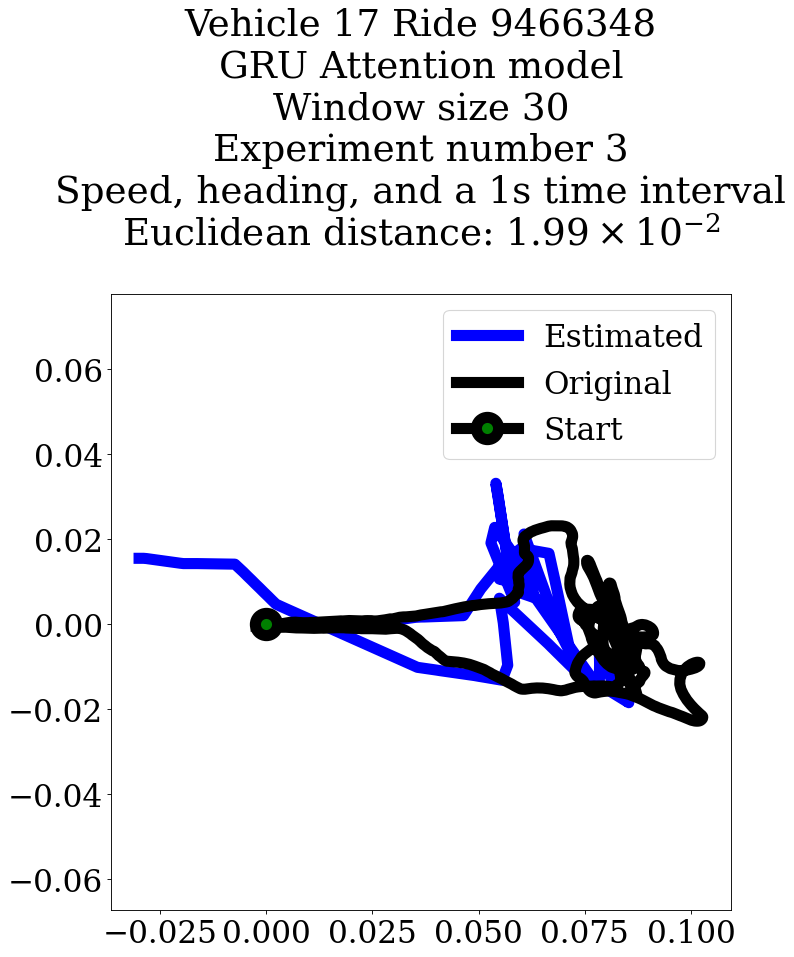 Vehicle 17 Ride 9466348
GRU Attention model
Window size 30
Experiment number 3
Speed, heading, and a 1s time interval
Euclidean distance: 1.99 × 10⁻²
Estimated
Original
Start
0.06
0.04
0.02
0.00
−0.02
−0.04
−0.06
−0.025 0.000 0.025 0.050 0.075 0.100